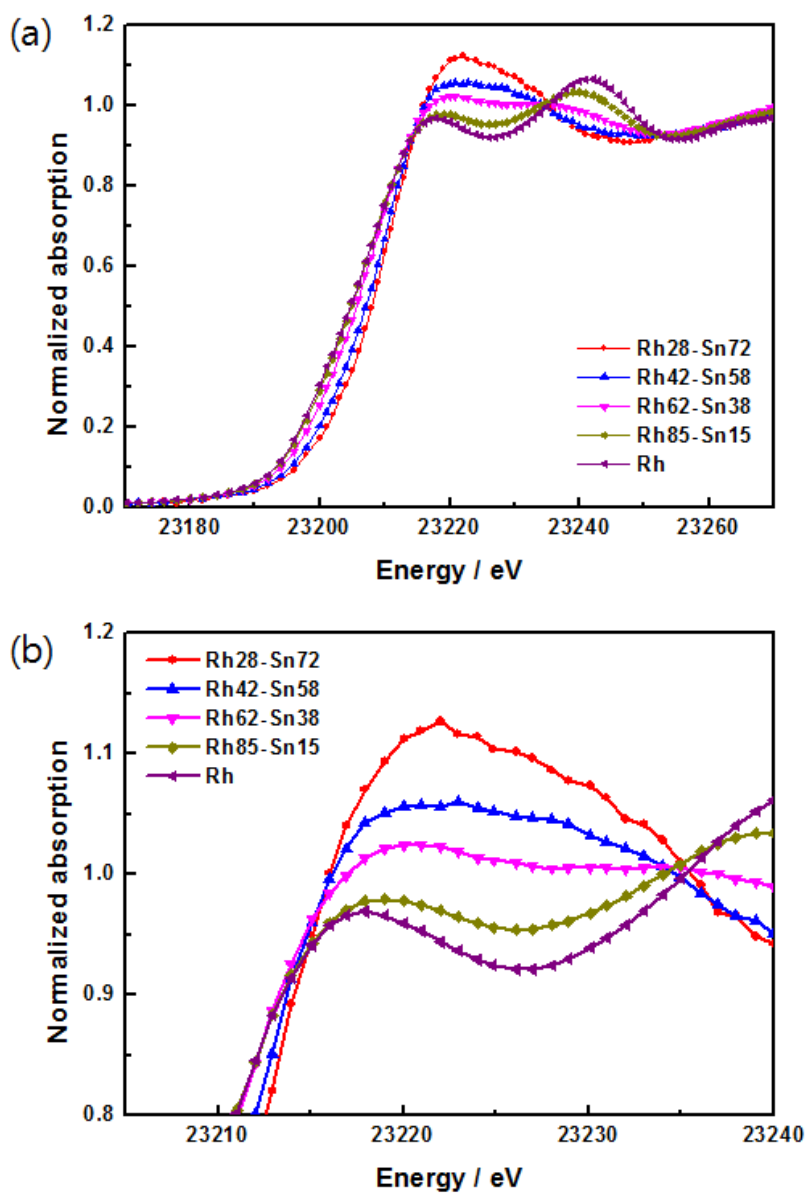 (a)
1.2
1.0
0.8
0.6
0.4
0.2
0.0
Normalized absorption
Rh28-Sn72
Rh42-Sn58
Rh62-Sn38
Rh85-Sn15
Rh
23180 23200 23220 23240 23260
Energy / eV
(b)
1.2
1.1
1.0
0.9
0.8
Normalized absorption
Rh28-Sn72
Rh42-Sn58
Rh62-Sn38
Rh85-Sn15
Rh
23210 23220 23230 23240
Energy / eV